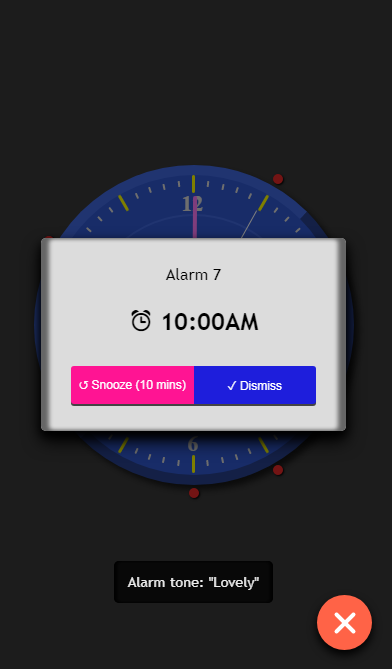 12
Alarm 7
⏰ 10:00AM
↺ Snooze (10 mins) ✓ Dismiss
6
Alarm tone: "Lovely"